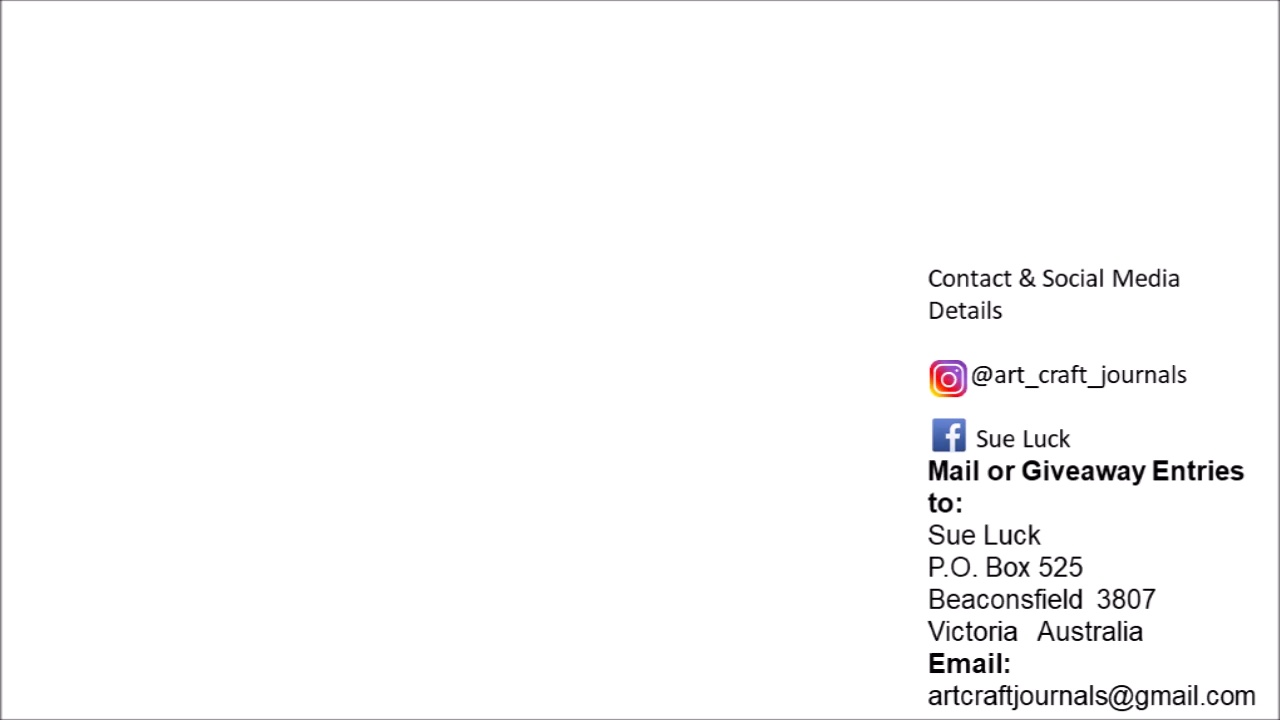 Contact & Social Media
Details
@art_craft_journals
Sue Luck
Mail or Giveaway Entries
to:
Sue Luck
P.O. Box 525
Beaconsfield  3807
Victoria   Australia
Email:
artcraftjournals@gmail.com